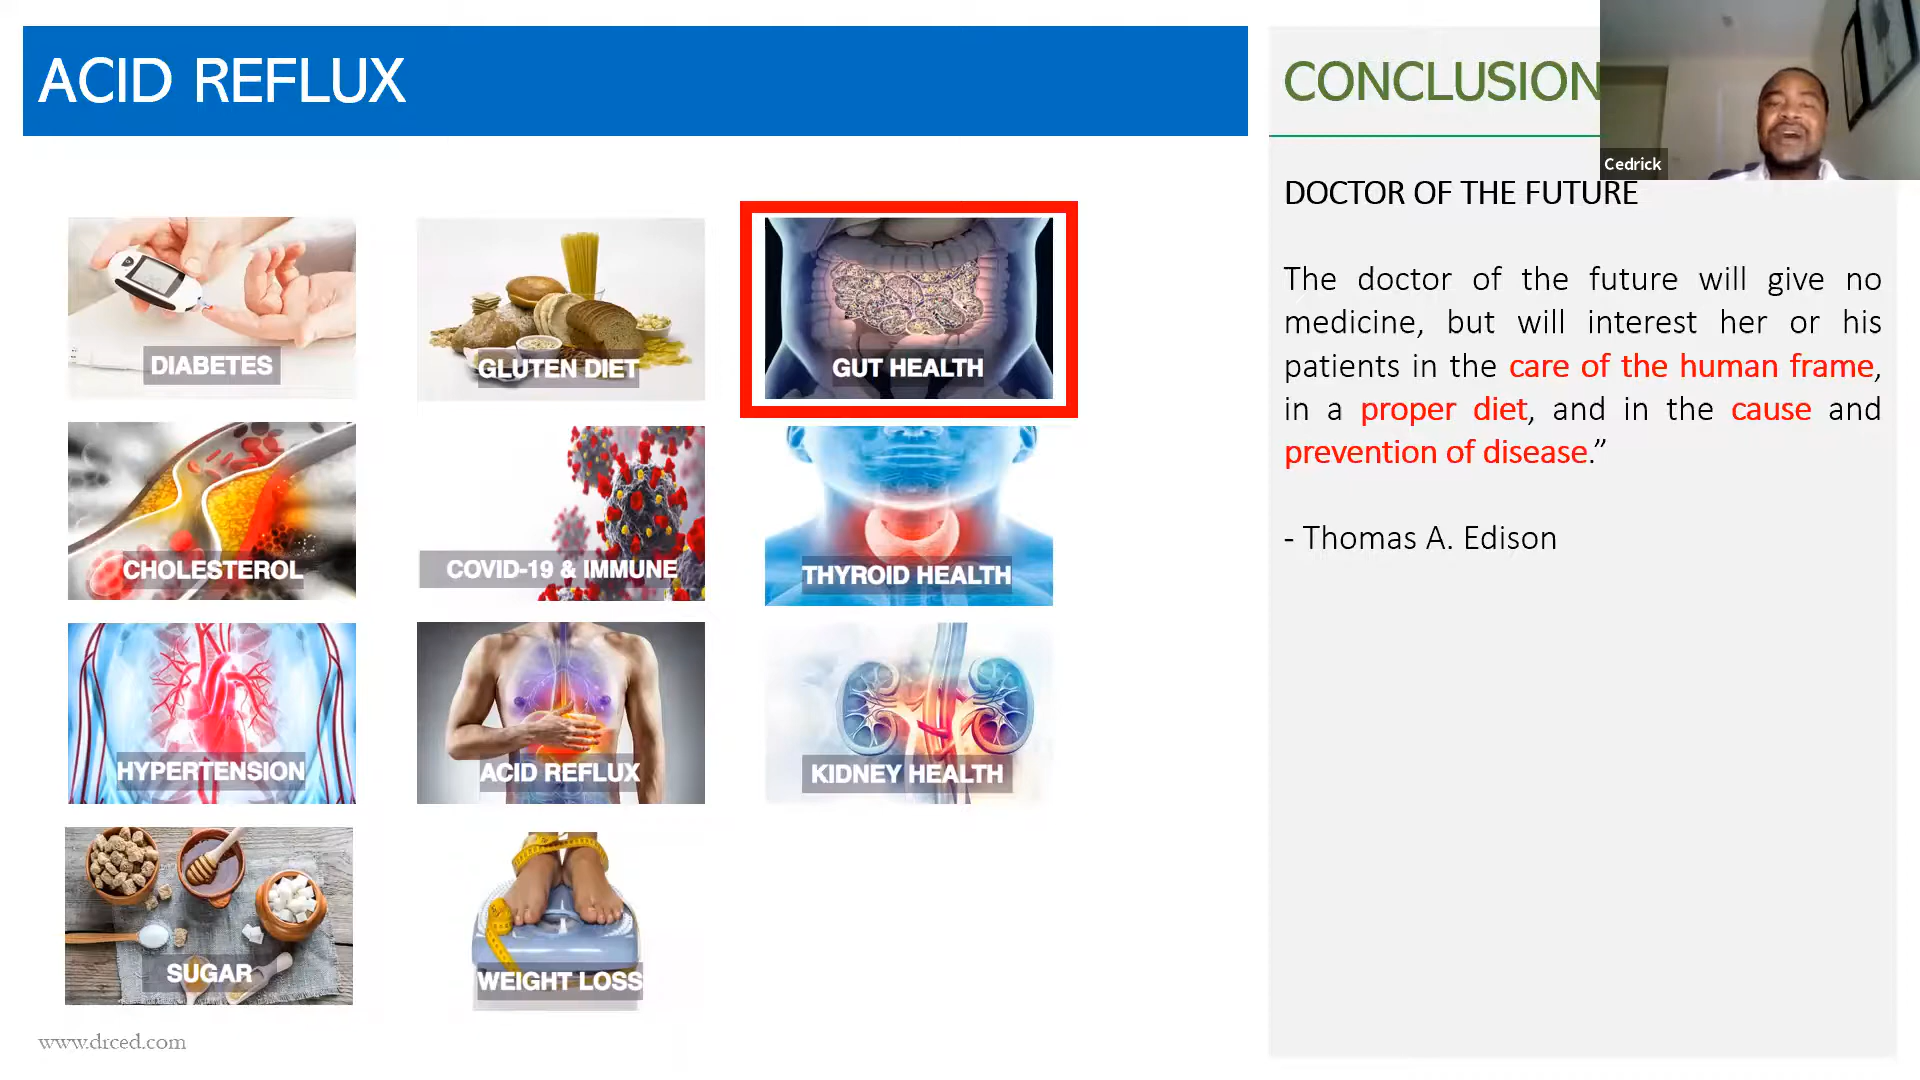 ACID REFLUX
DIABETES
GLUTEN DIET
GUT HEALTH
CHOLESTEROL
COVID-19 & IMMUNE
THYROID HEALTH
HYPERTENSION
ACID REFLUX
KIDNEY HEALTH
SUGAR
WEIGHT LOSS
www.drced.com
CONCLUSION
Cedrick
DOCTOR OF THE FUTURE
The doctor of the future will give no
medicine, but will interest her or his
patients in the care of the human frame,
in a proper diet, and in the cause and
prevention of disease.”
- Thomas A. Edison